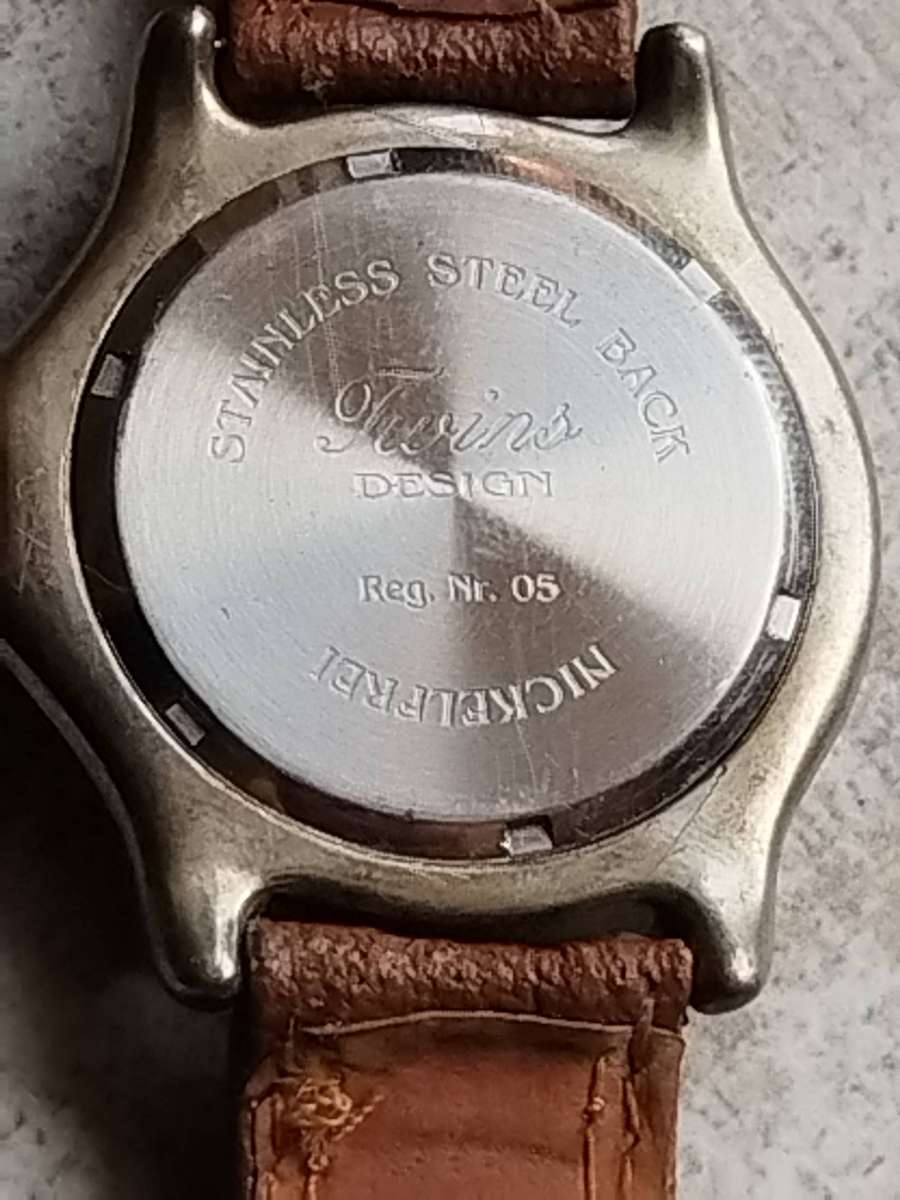 STAINLESS STEEL BACK
Twins
DESIGN
Reg. Nr. 05
NICKELFREI